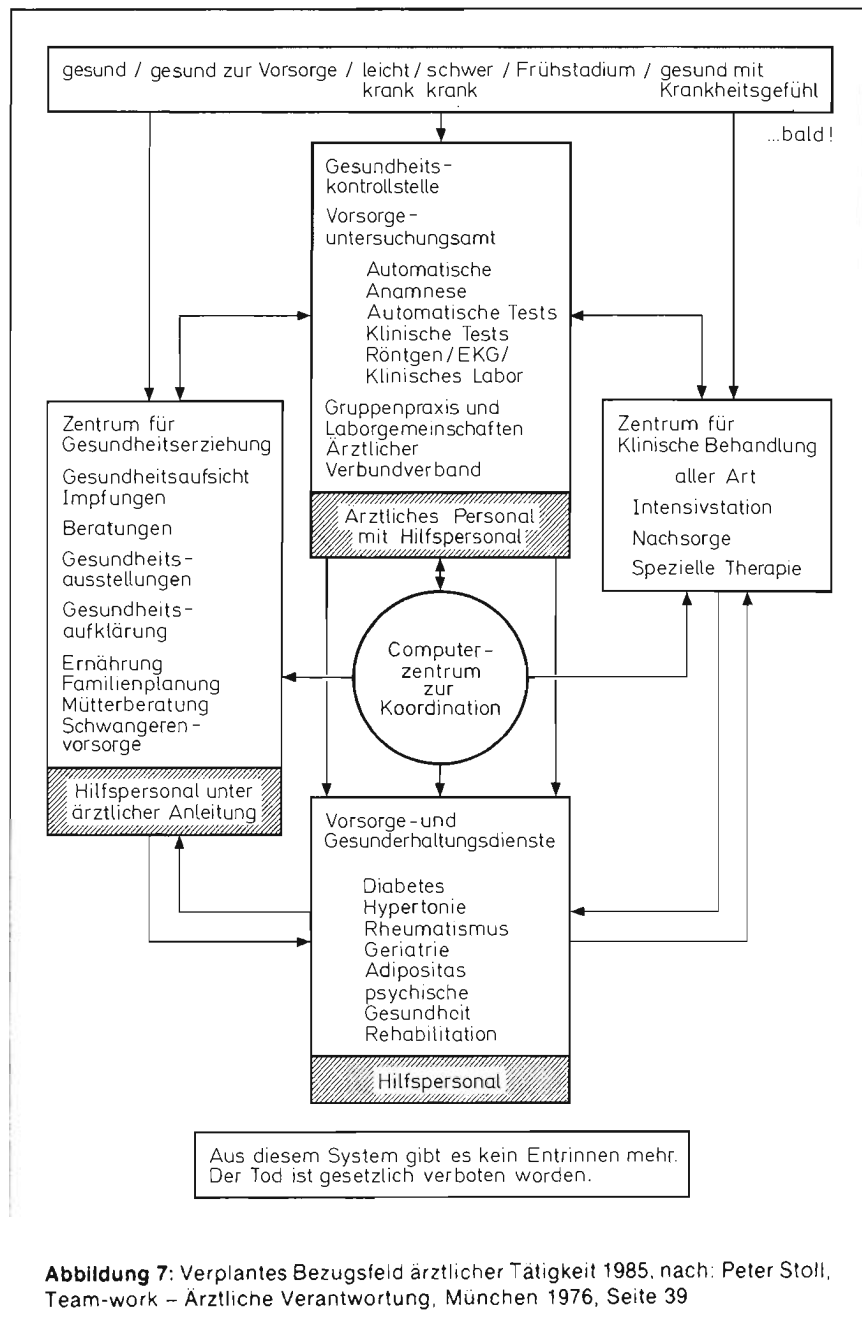 gesund / gesund zur Vorsorge / leicht / schwer / Frühstadium / gesund mit
krank krank Krankheitsgefühl
...bald!
Gesundheits-
kontrollstelle
Vorsorge-
untersuchungsamt
Automatische
Anamnese
Automatische Tests
Klinische Tests
Röntgen/EKG/
Klinisches Labor
Gruppenpraxis und
Laborgemeinschaften
Ärztlicher
Verbundverband
Ärztliches Personal
mit Hilfspersonal
Zentrum für
Gesundheitserziehung
Gesundheitsaufsicht
Impfungen
Beratungen
Gesundheits-
ausstellungen
Gesundheits-
aufklärung
Ernährung
Familienplanung
Mütterberatung
Schwangeren-
vorsorge
Hilfspersonal unter
ärztlicher Anleitung
Zentrum für
Klinische Behandlung
aller Art
Intensivstation
Nachsorge
Spezielle Therapie
Computer-
zentrum
zur
Koordination
Vorsorge-und
Gesunderhaltungsdienste
Diabetes
Hypertonie
Rheumatismus
Geriatrie
Adipositas
psychische
Gesundheit
Rehabilitation
Hilfspersonal
Aus diesem System gibt es kein Entrinnen mehr.
Der Tod ist gesetzlich verboten worden.
Abbildung 7: Verplantes Bezugsfeld ärztlicher Tätigkeit 1985, nach: Peter Stoll,
Team-work – Ärztliche Verantwortung, München 1976, Seite 39